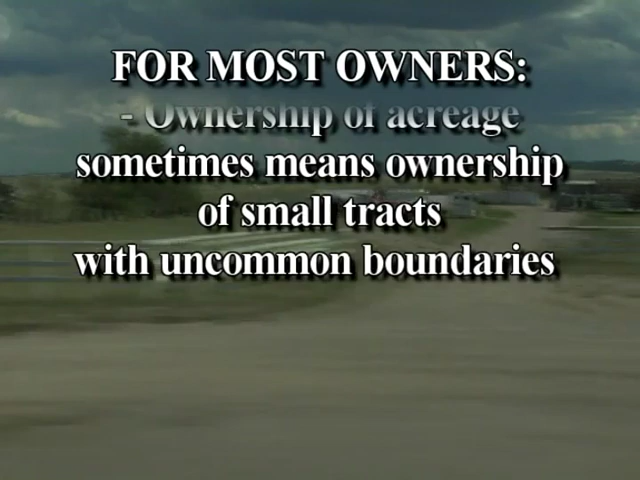 FOR MOST OWNERS:
- Ownership of acreage
sometimes means ownership
of small tracts
with uncommon boundaries